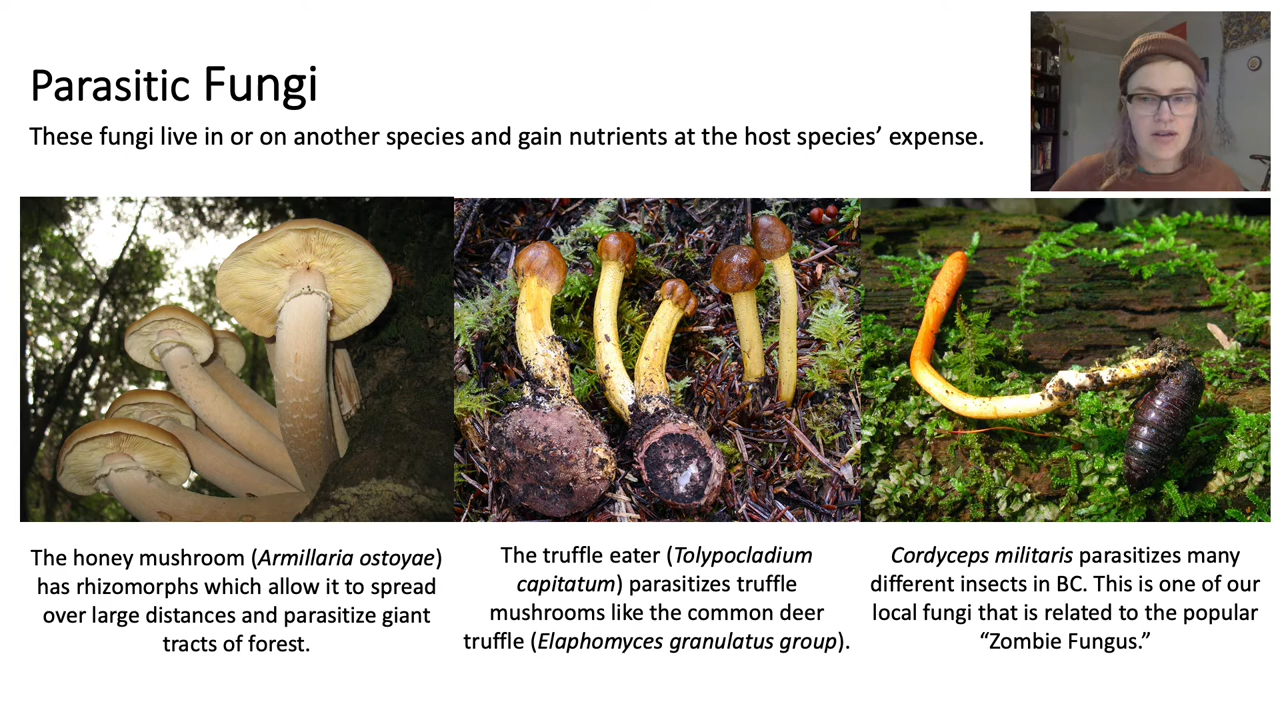 Parasitic Fungi
These fungi live in or on another species and gain nutrients at the host species’ expense.
The honey mushroom (Armillaria ostoyae)
has rhizomorphs which allow it to spread
over large distances and parasitize giant
tracts of forest.
The truffle eater (Tolypocladium
capitatum) parasitizes truffle
mushrooms like the common deer
truffle (Elaphomyces granulatus group).
Cordyceps militaris parasitizes many
different insects in BC. This is one of our
local fungi that is related to the popular
“Zombie Fungus.”